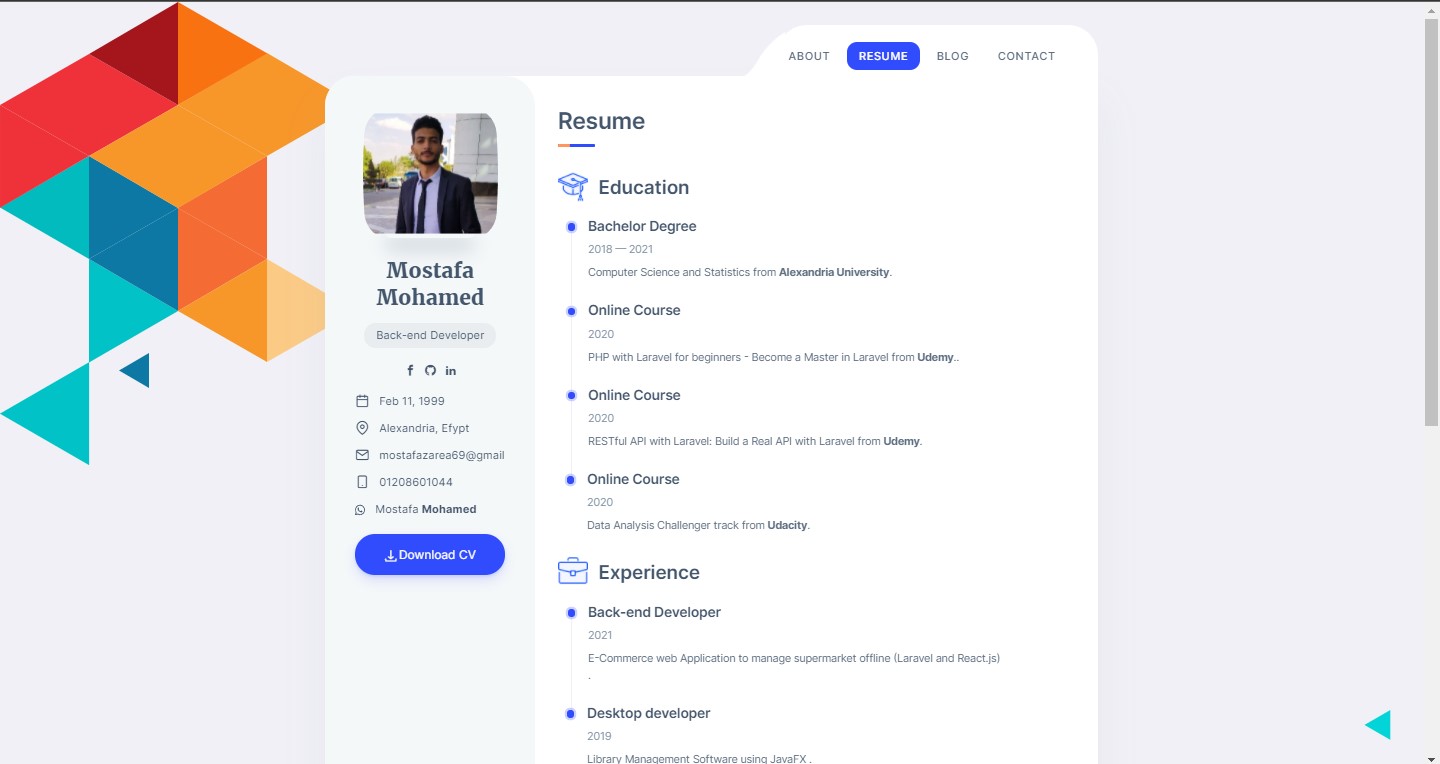 ABOUT RESUME BLOG CONTACT
Mostafa
Mohamed
Back-end Developer
f in
Feb 11, 1999
Alexandria, Efypt
mostafazarea69@gmail
01208601044
Mostafa Mohamed
Download CV
Resume
Education
Bachelor Degree
2018 — 2021
Computer Science and Statistics from Alexandria University.
Online Course
2020
PHP with Laravel for beginners - Become a Master in Laravel from Udemy..
Online Course
2020
RESTful API with Laravel: Build a Real API with Laravel from Udemy.
Online Course
2020
Data Analysis Challenger track from Udacity.
Experience
Back-end Developer
2021
E-Commerce web Application to manage supermarket offline (Laravel and React.js)
.
Desktop developer
2019
Library Management Software using JavaFX .